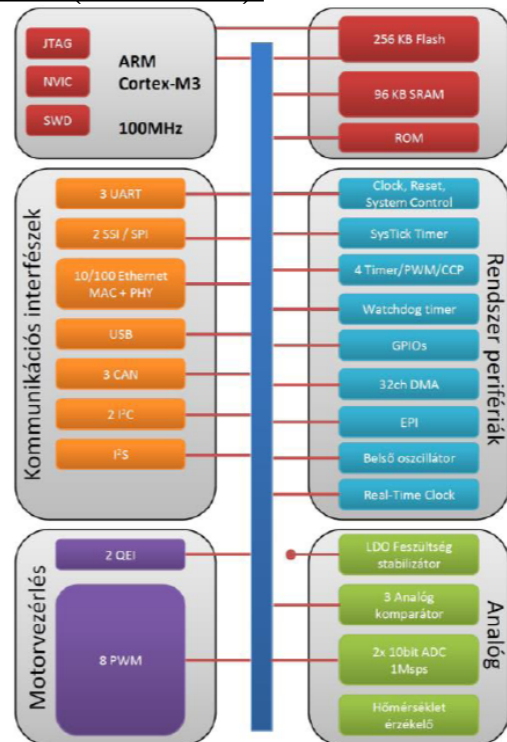 JTAG
NVIC
SWD
ARM
Cortex-M3
100MHz
256 KB Flash
96 KB SRAM
ROM
Kommunikációs interfészek
3 UART
2 SSI / SPI
10/100 Ethernet
MAC + PHY
USB
3 CAN
2 I²C
I²S
Clock, Reset,
System Control
SysTick Timer
4 Timer/PWM/CCP
Watchdog timer
GPIOs
32ch DMA
EPI
Belső oszcillátor
Real-Time Clock
Rendszer perifériák
Motorvezérlés
2 QEI
8 PWM
LDO Feszültség
stabilizátor
3 Analóg
komparátor
2x 10bit ADC
1Msps
Hőmérséklet
érzékelő
Analóg